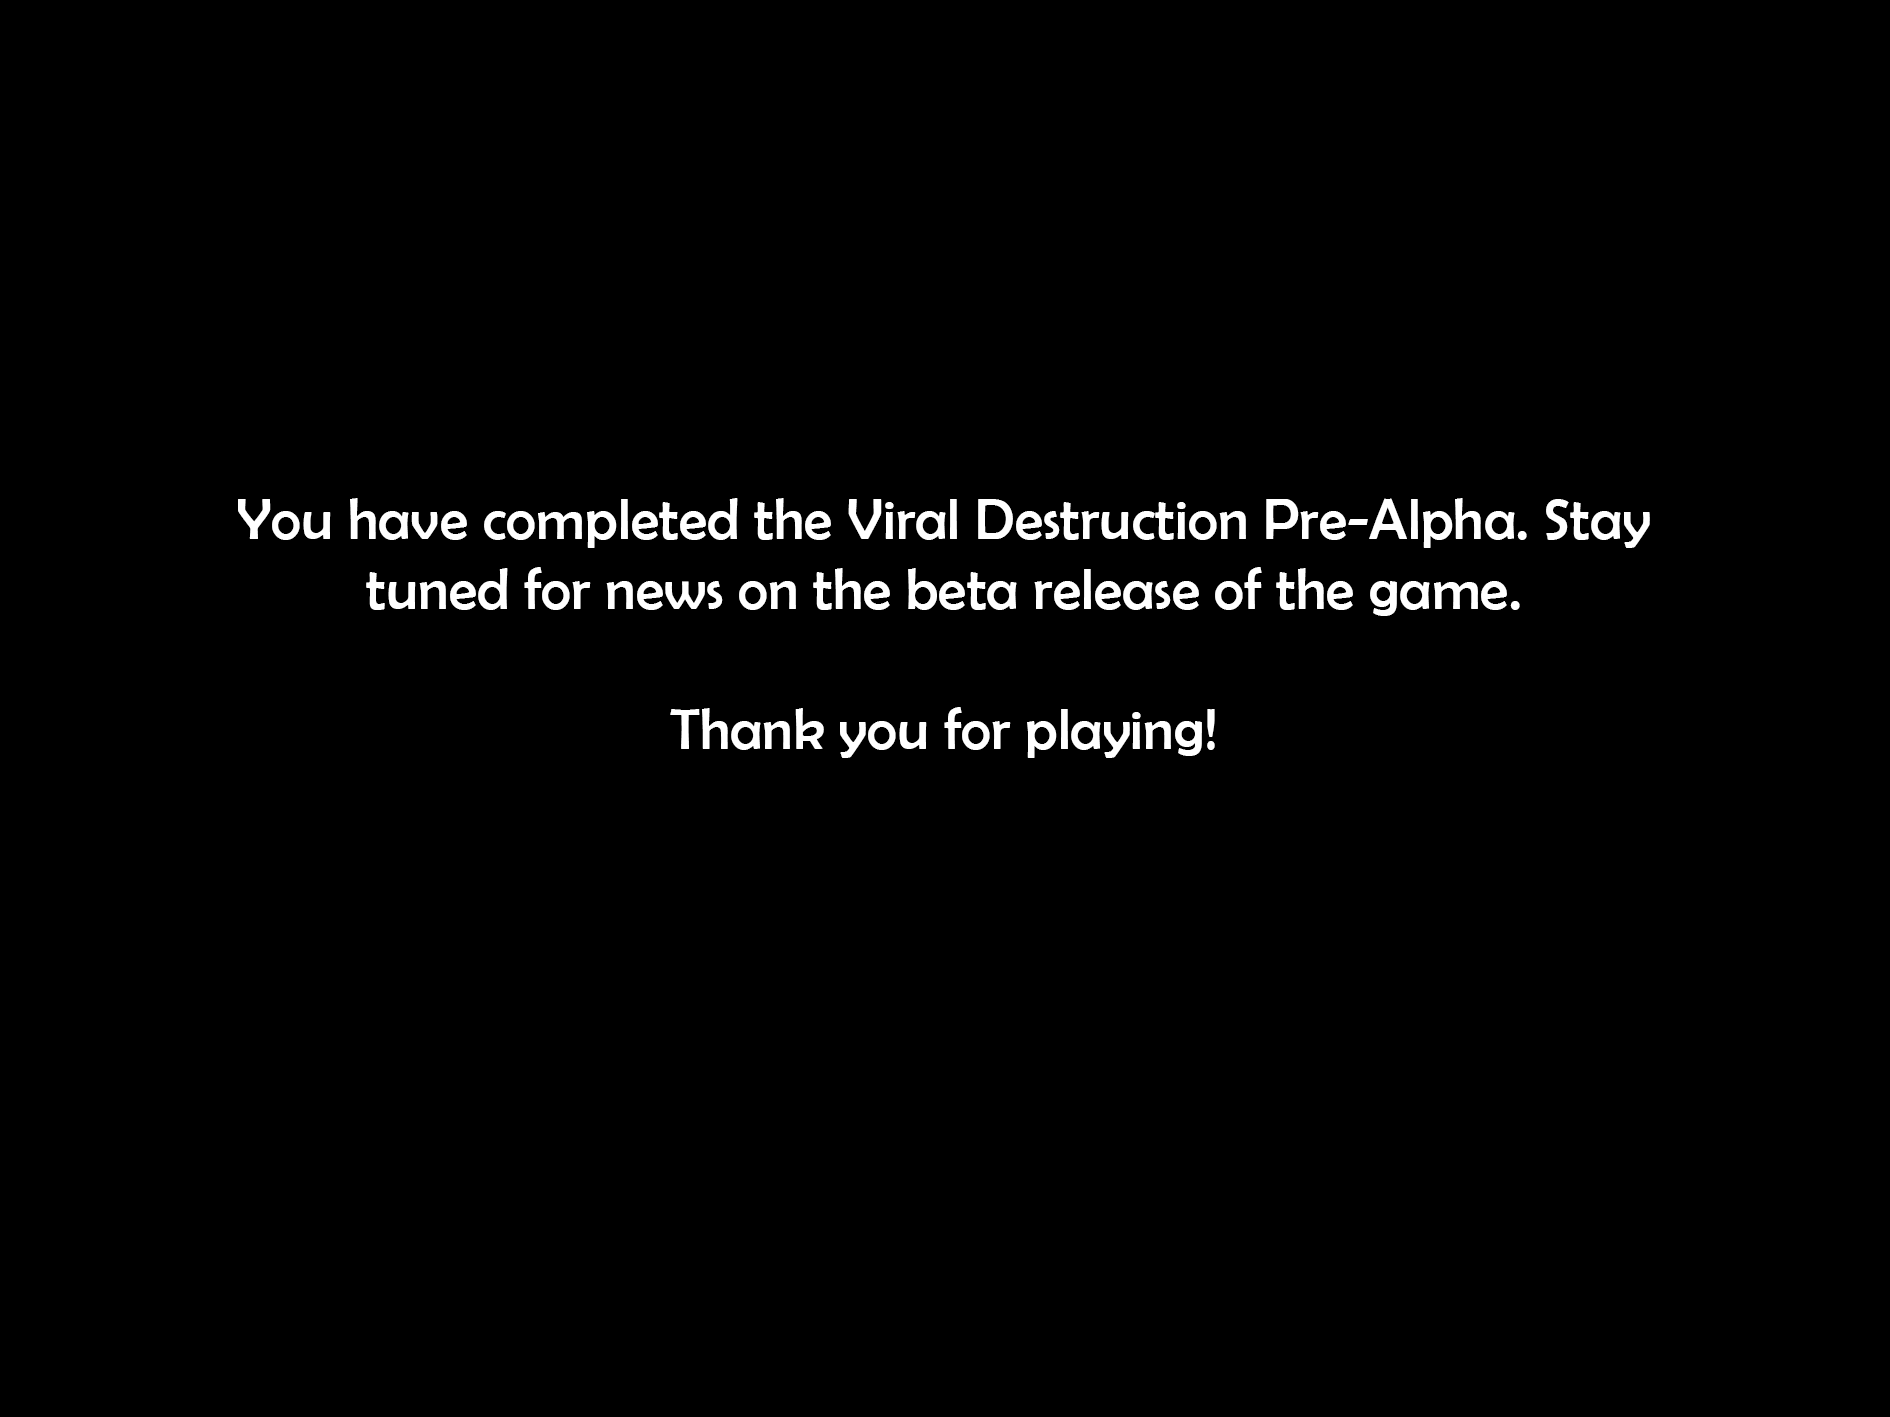 You have completed the Viral Destruction Pre-Alpha. Stay
tuned for news on the beta release of the game.
Thank you for playing!